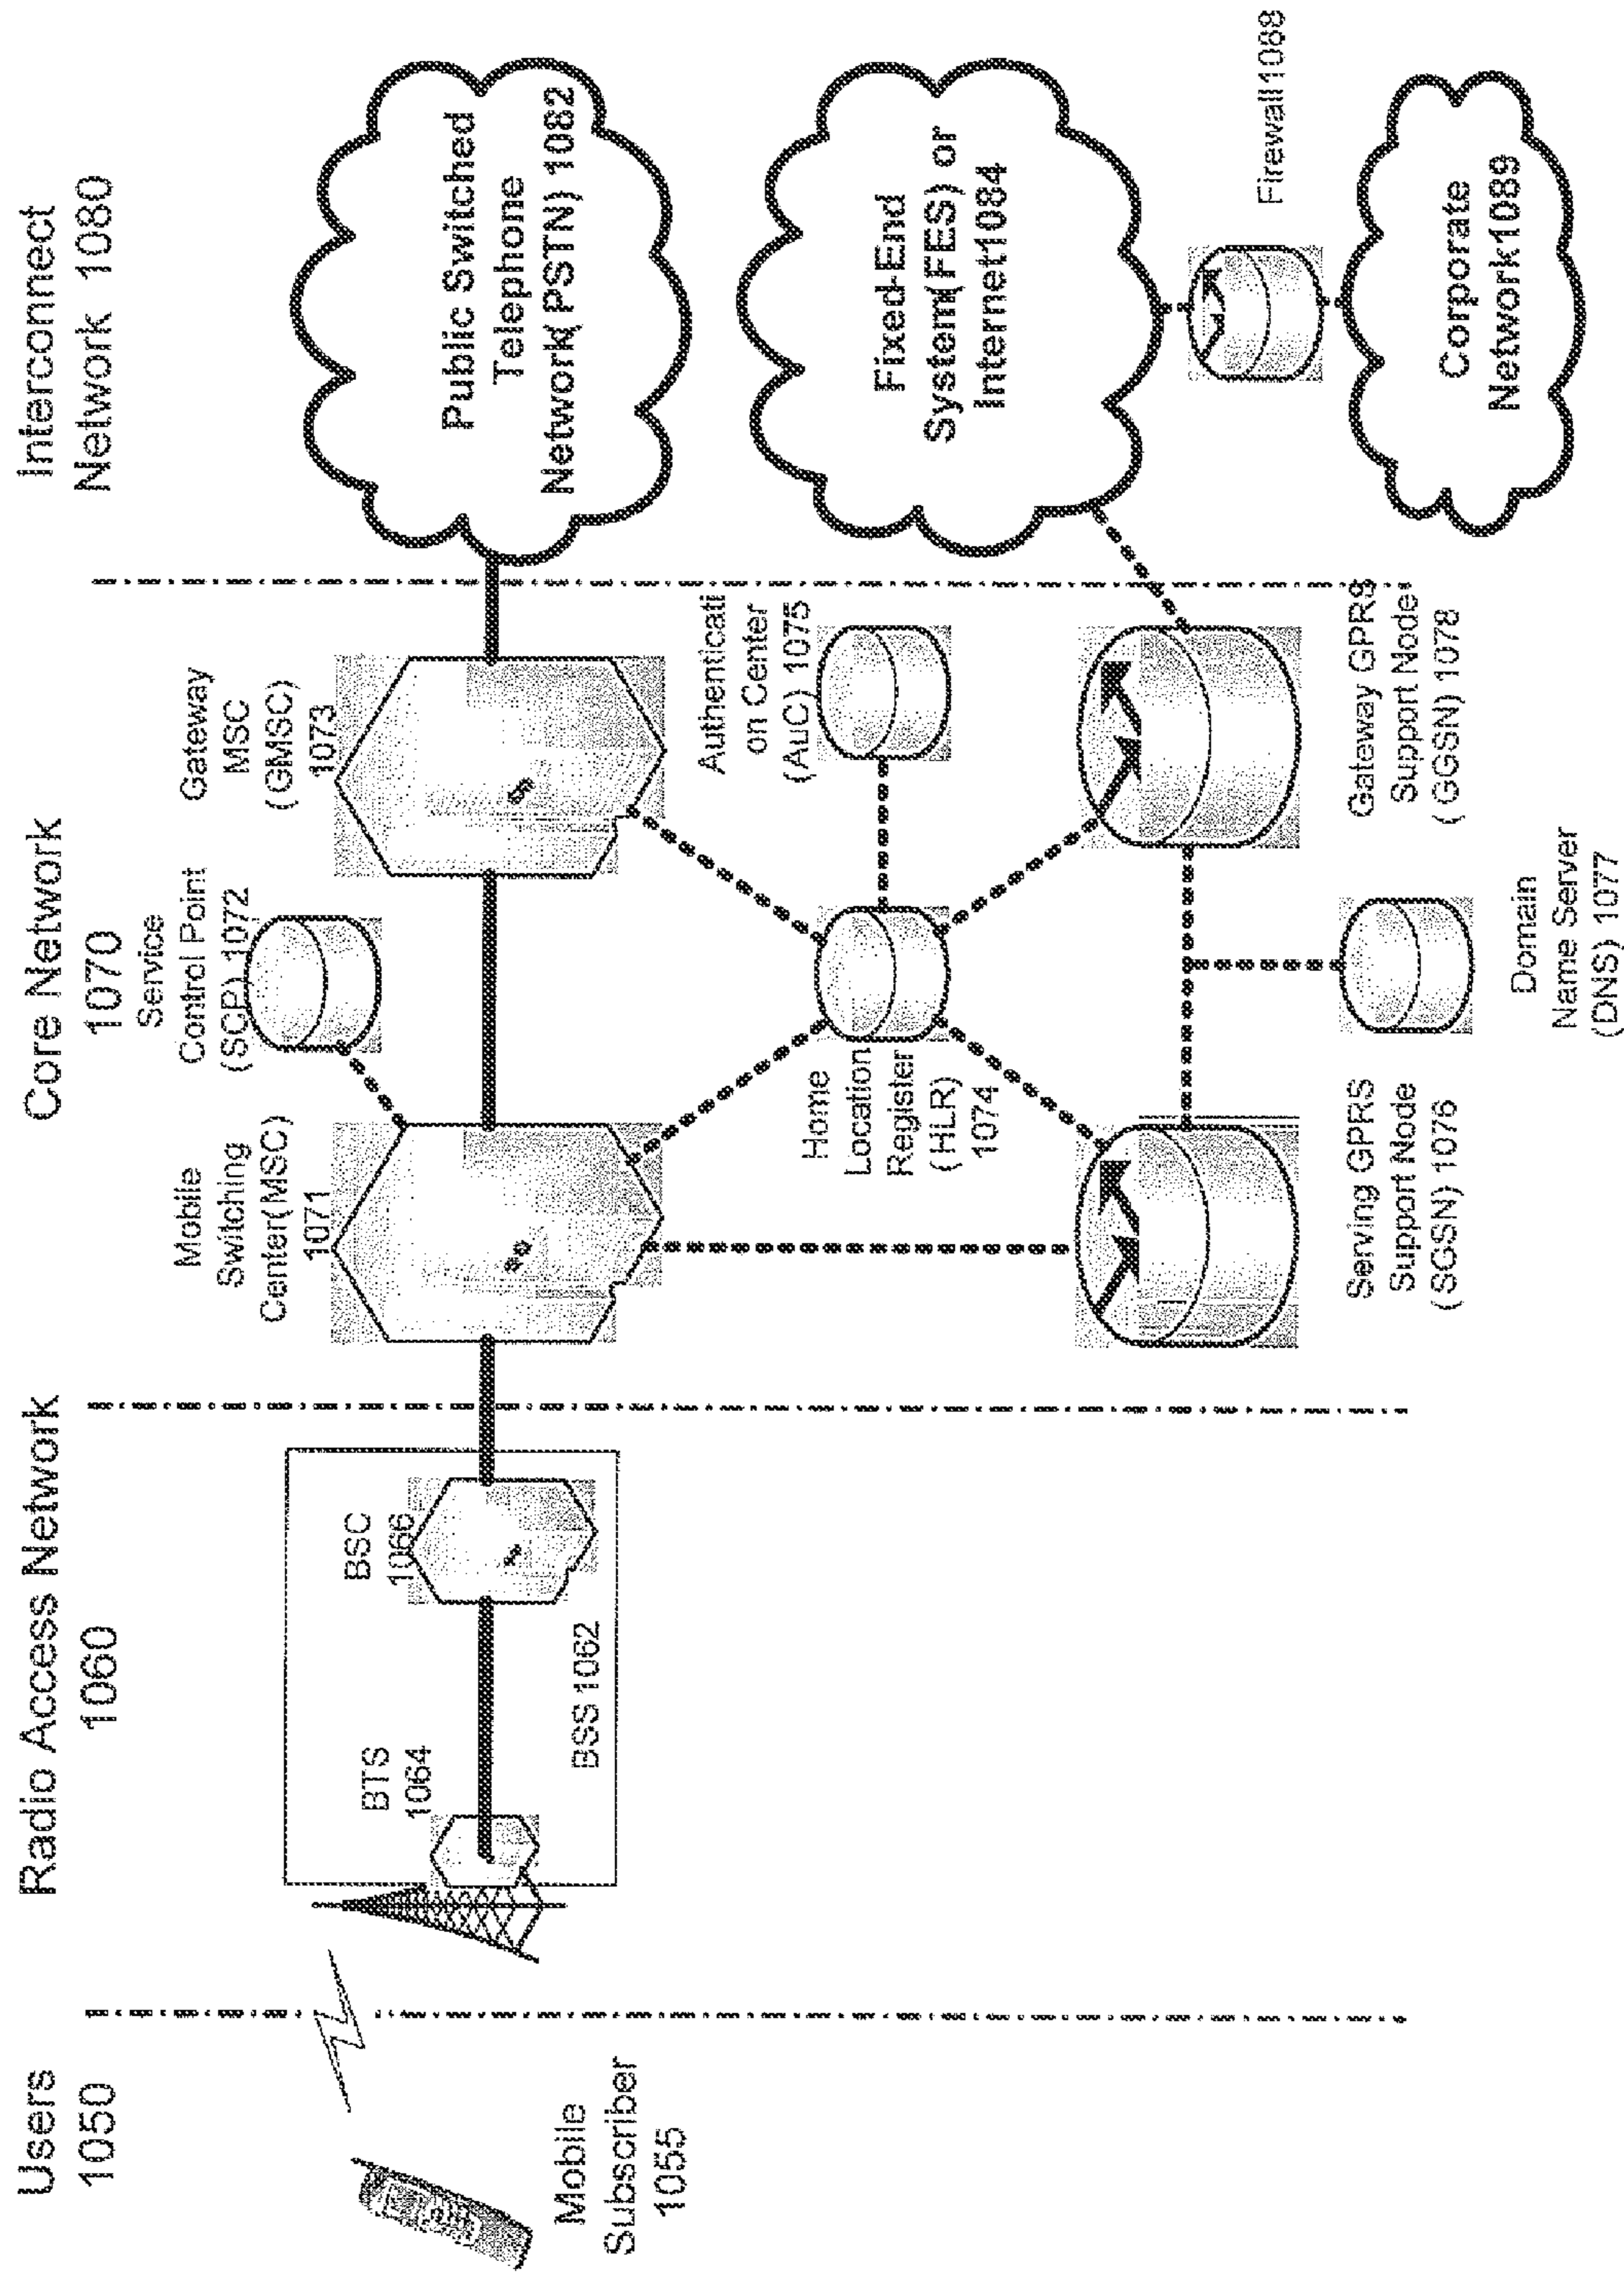 Users
1050
Radio Access Network
1060
Core Network
1070
Interconnect
Network 1080
Mobile
Subscriber
1055
BTS
1064
BSC
1066
BSS 1062
Mobile
Switching
Center(MSC)
1071
Service
Control Point
(SCP) 1072
Gateway
MSC
(GMSC)
1073
Home
Location
Register
(HLR)
1074
Authenticati
on Center
(AuC) 1075
Serving GPRS
Support Node
(SGSN) 1076
Domain
Name Server
(DNS) 1077
Gateway GPRS
Support Node
(GGSN) 1078
Public Switched
Telephone
Network(PSTN) 1082
Fixed-End
System(FES) or
Internet1084
Firewall1088
Corporate
Network1089